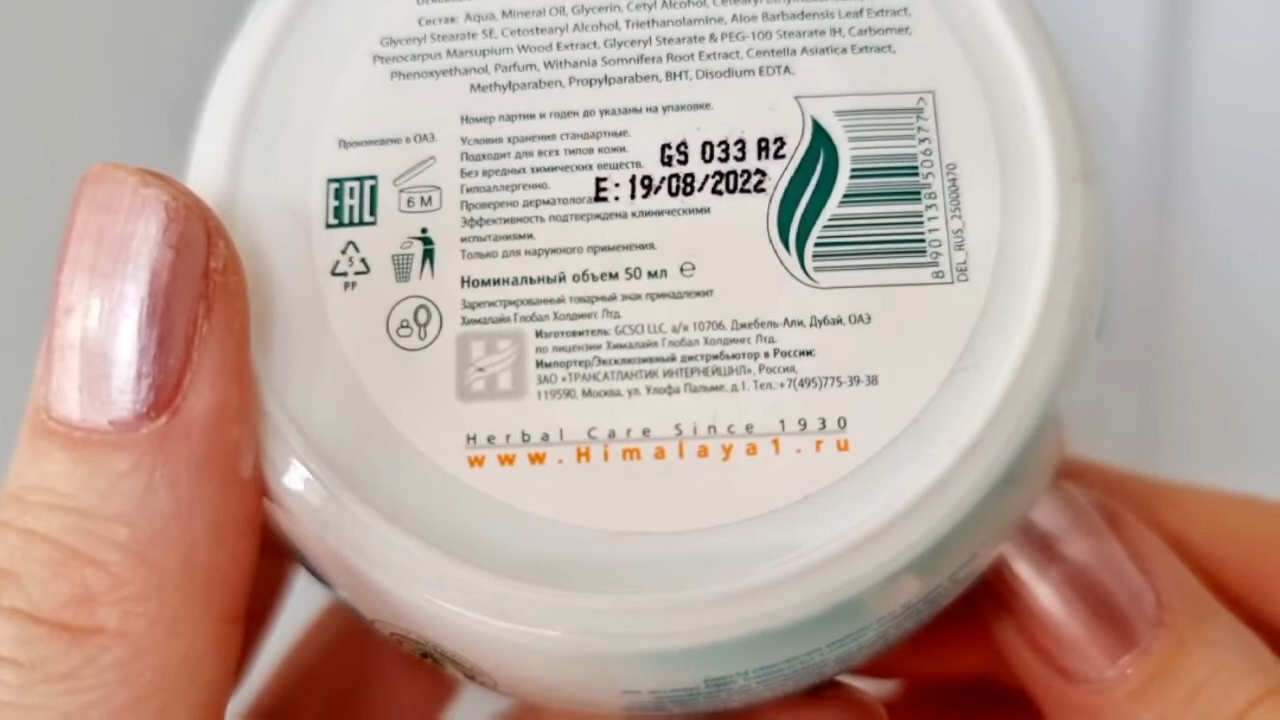 Состав: Aqua, Mineral Oil, Glycerin, Cetyl Alcohol,
Glyceryl Stearate SE, Cetostearyl Alcohol, Triethanolamine, Aloe Barbadensis Leaf Extract,
Pterocarpus Marsupium Wood Extract, Glyceryl Stearate & PEG-100 Stearate IH, Carbomer,
Phenoxyethanol, Parfum, Withania Somnifera Root Extract, Centella Asiatica Extract,
Methylparaben, Propylparaben, BHT, Disodium EDTA.
Номер партии и годен до указаны на упаковке.
Произведено в ОАЭ.
Условия хранения стандартные.
Подходит для всех типов кожи.
Без вредных химических веществ.
Гипоаллергенно.
Проверено дерматолога
Эффективность подтверждена клиническими
испытаниями.
Только для наружного применения.
GS 033 A2
E: 19/08/2022
EAC
6 M
5
PP
Номинальный объем 50 мл ℮
Зарегистрированный товарный знак принадлежит
Хималайя Глобал Холдингс Лтд.
Изготовитель: GCSCI LLC, а/я 10706, Джебель-Али, Дубай, ОАЭ
по лицензии Хималайя Глобал Холдингс Лтд.
Импортер/Эксклюзивный дистрибьютор в России:
ЗАО «ТРАНСАТЛАНТИК ИНТЕРНЕЙШНЛ», Россия,
119590, Москва, ул. Улофа Пальме, д.1. Тел.:+7(495)775-39-38
Herbal Care Since 1930
www.Himalaya1.ru
8 901138 506377 >
DEL_RUS_25000470